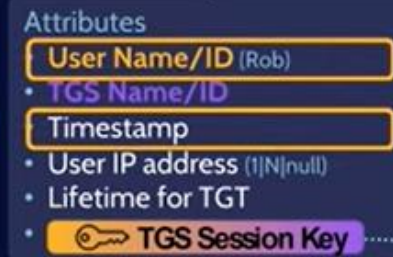 Attributes
User Name/ID (Rob)
• TGS Name/ID
Timestamp
• User IP address (1|N|null)
• Lifetime for TGT
• TGS Session Key